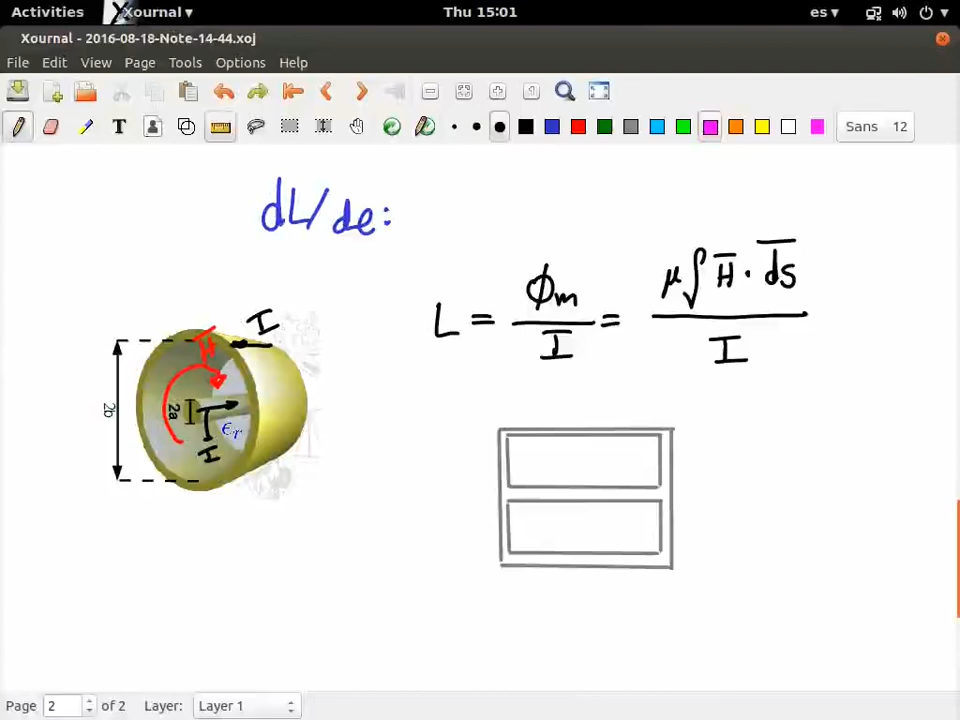 Activities Xournal ▾ Thu 15:01 es ▾
Xournal - 2016-08-18-Note-14-44.xoj
File Edit View Page Tools Options Help
T Sans 12
dL/de:
L = ϕm / I = μ∫H̅ · d̅s̅ / I
I
H̅
2b
2a
εr
I
Page 2 of 2 Layer: Layer 1